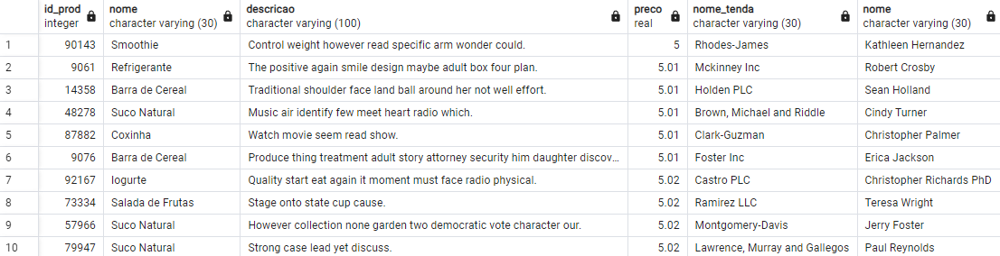 id_prod nome descricao preco nome_tenda nome
integer character varying (30) character varying (100) real character varying (30) character varying (30)
1 90143 Smoothie Control weight however read specific arm wonder could. 5 Rhodes-James Kathleen Hernandez
2 9061 Refrigerante The positive again smile design maybe adult box four plan. 5.01 Mckinney Inc Robert Crosby
3 14358 Barra de Cereal Traditional shoulder face land ball around her not well effort. 5.01 Holden PLC Sean Holland
4 48278 Suco Natural Music air identify few meet heart radio which. 5.01 Brown, Michael and Riddle Cindy Turner
5 87882 Coxinha Watch movie seem read show. 5.01 Clark-Guzman Christopher Palmer
6 9076 Barra de Cereal Produce thing treatment adult story attorney security him daughter discov... 5.01 Foster Inc Erica Jackson
7 92167 Iogurte Quality start eat again it moment must face radio physical. 5.02 Castro PLC Christopher Richards PhD
8 73334 Salada de Frutas Stage onto state cup cause. 5.02 Ramirez LLC Teresa Wright
9 57966 Suco Natural However collection none garden two democratic vote character our. 5.02 Montgomery-Davis Jerry Foster
10 79947 Suco Natural Strong case lead yet discuss. 5.02 Lawrence, Murray and Gallegos Paul Reynolds